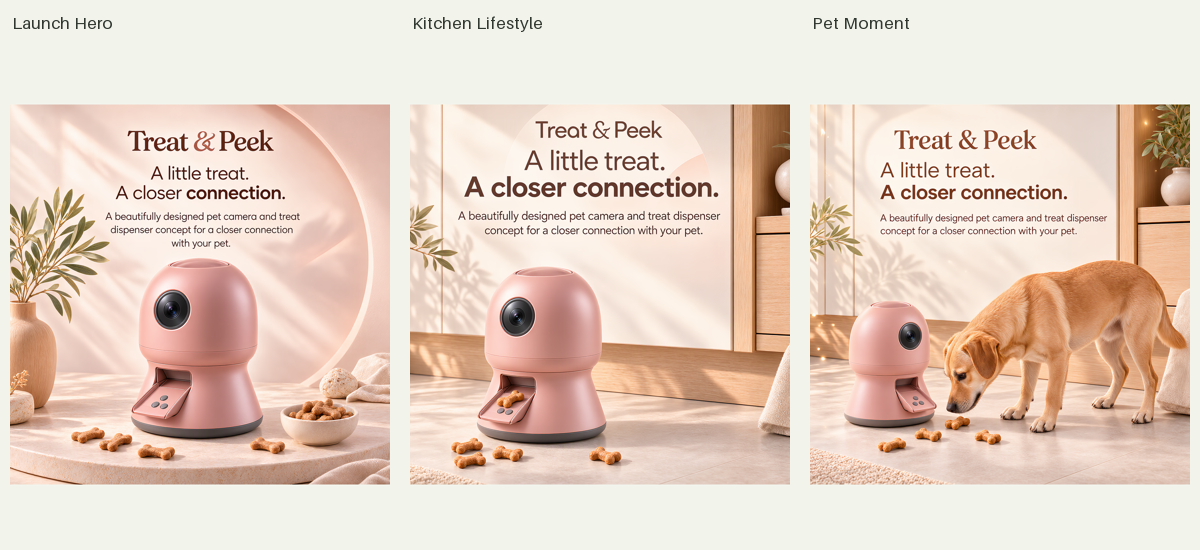 Launch Hero
Treat & Peek
A little treat.
A closer connection.
A beautifully designed pet camera and treat
dispenser concept for a closer connection
with your pet.
Kitchen Lifestyle
Treat & Peek
A little treat.
A closer connection.
A beautifully designed pet camera and treat dispenser
concept for a closer connection with your pet.
Pet Moment
Treat & Peek
A little treat.
A closer connection.
A beautifully designed pet camera and treat dispenser
concept for a closer connection with your pet.